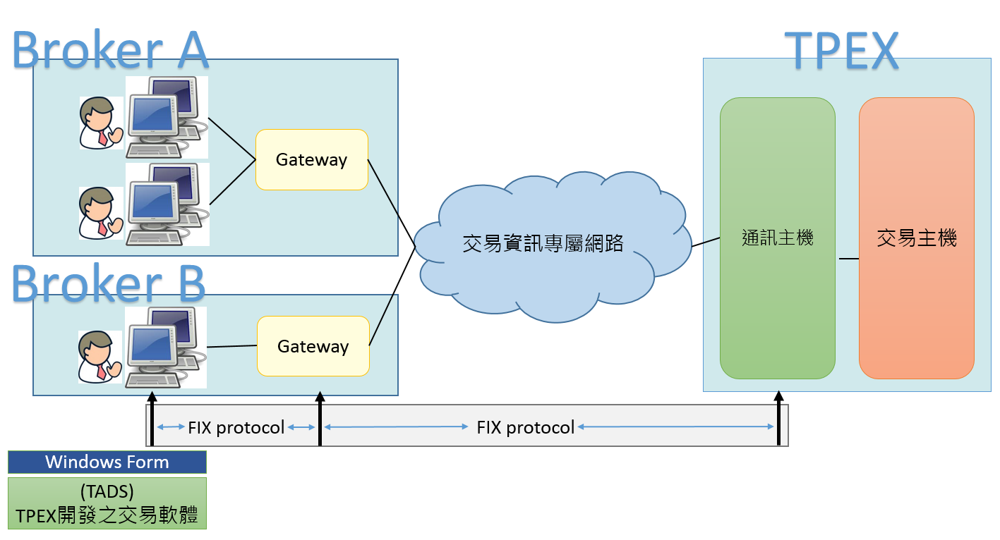 Broker A
TPEX
Gateway
交易資訊專屬網路
通訊主機
交易主機
Broker B
Gateway
FIX protocol
FIX protocol
Windows Form
(TADS)
TPEX開發之交易軟體